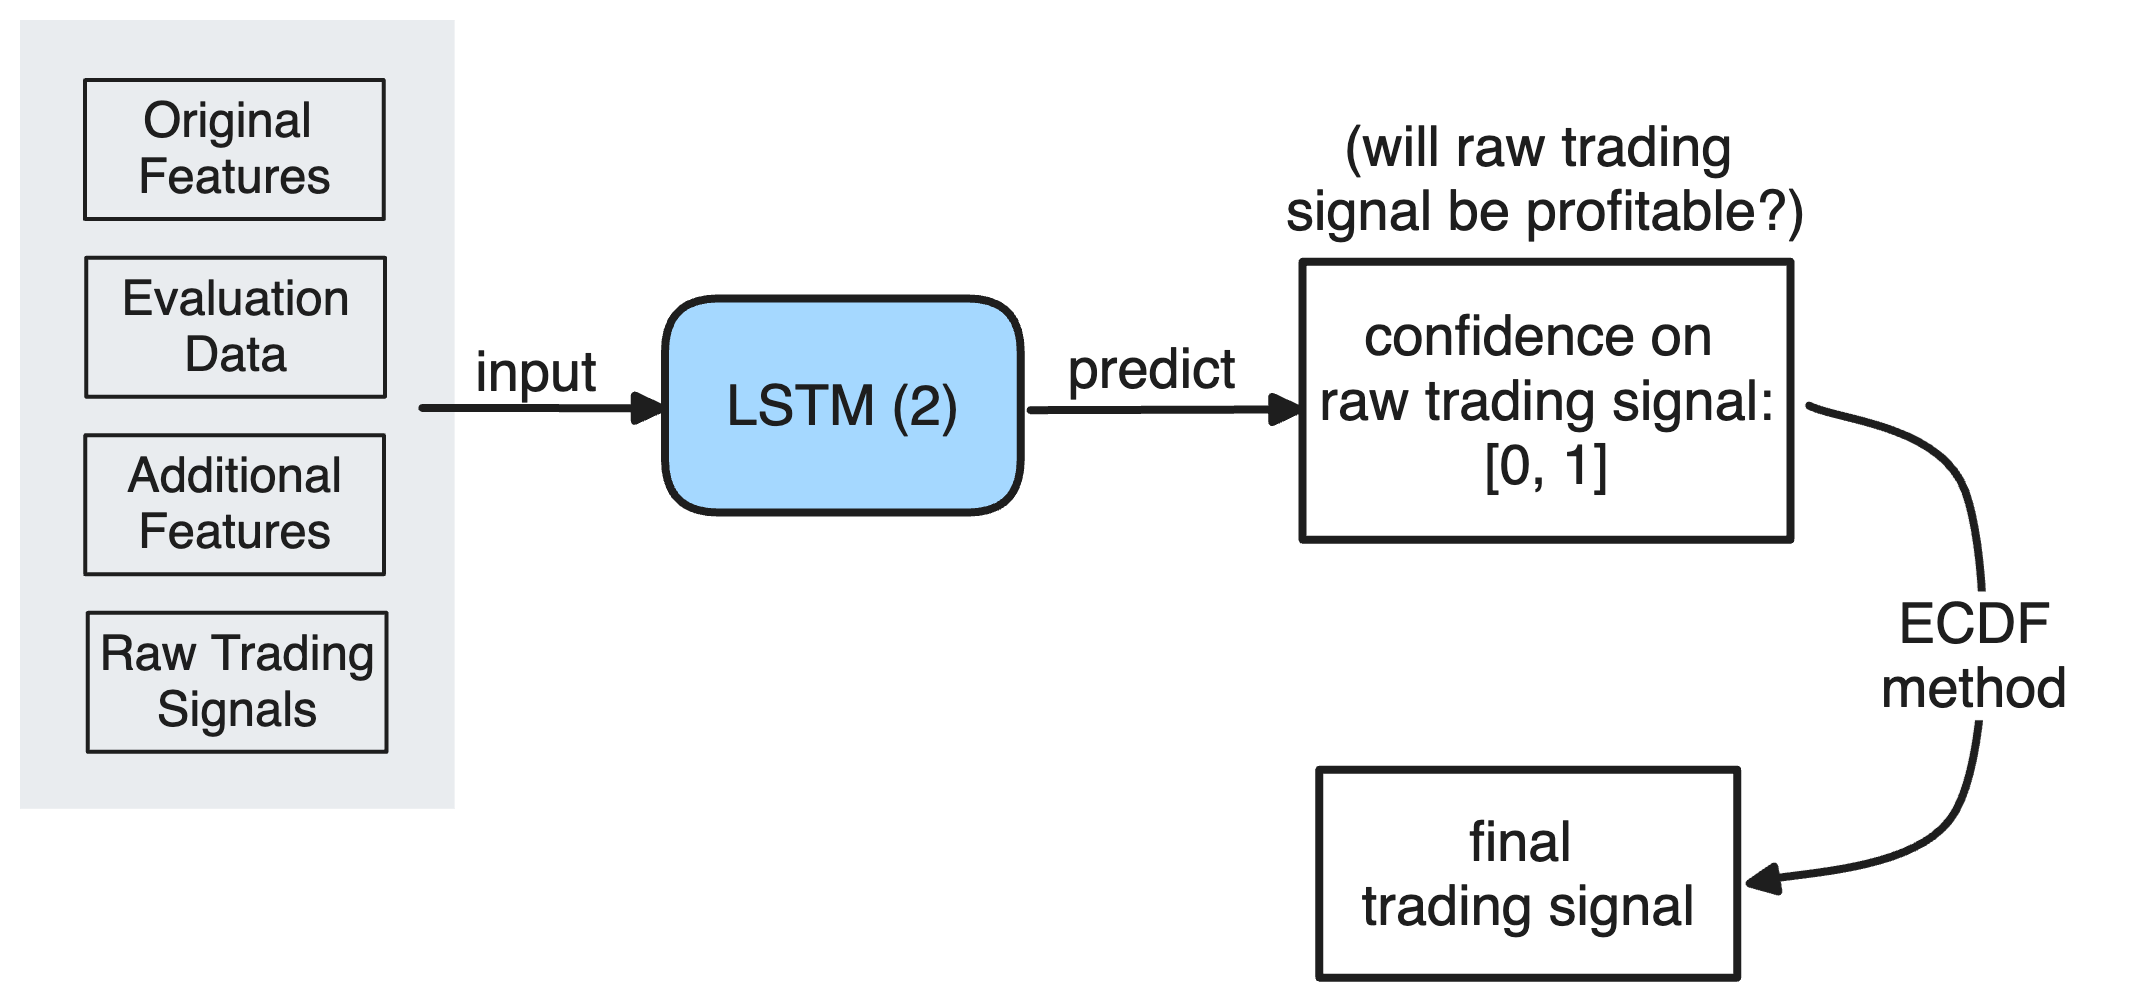 Original
Features
Evaluation
Data
Additional
Features
Raw Trading
Signals
input
LSTM (2)
predict
(will raw trading
signal be profitable?)
confidence on
raw trading signal:
[0, 1]
ECDF
method
final
trading signal